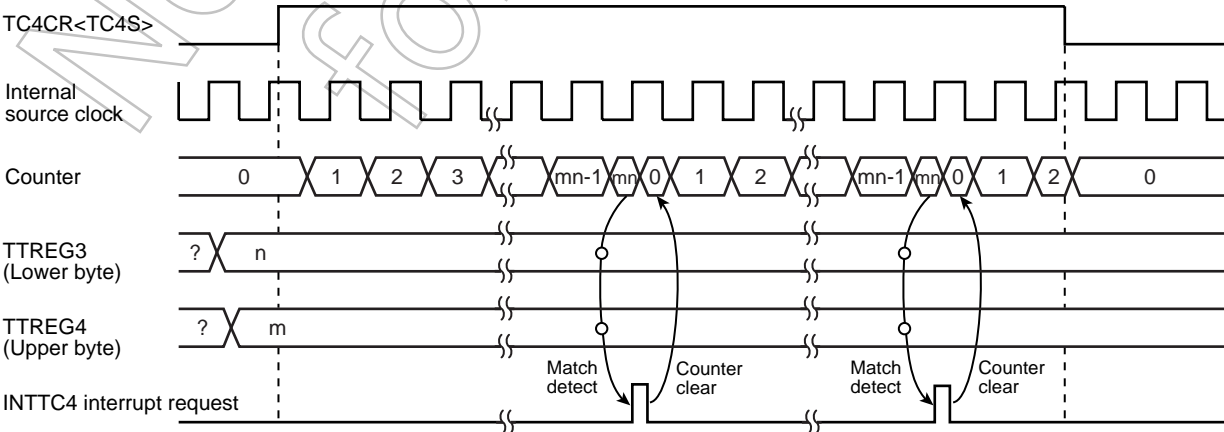 TC4CR<TC4S>
Internal
source clock
Counter 0 1 2 3 mn-1 mn 0 1 2 mn-1 mn 0 1 2 0
TTREG3 ? n
(Lower byte)
TTREG4 ? m
(Upper byte)
Match Counter Match Counter
detect clear detect clear
INTTC4 interrupt request